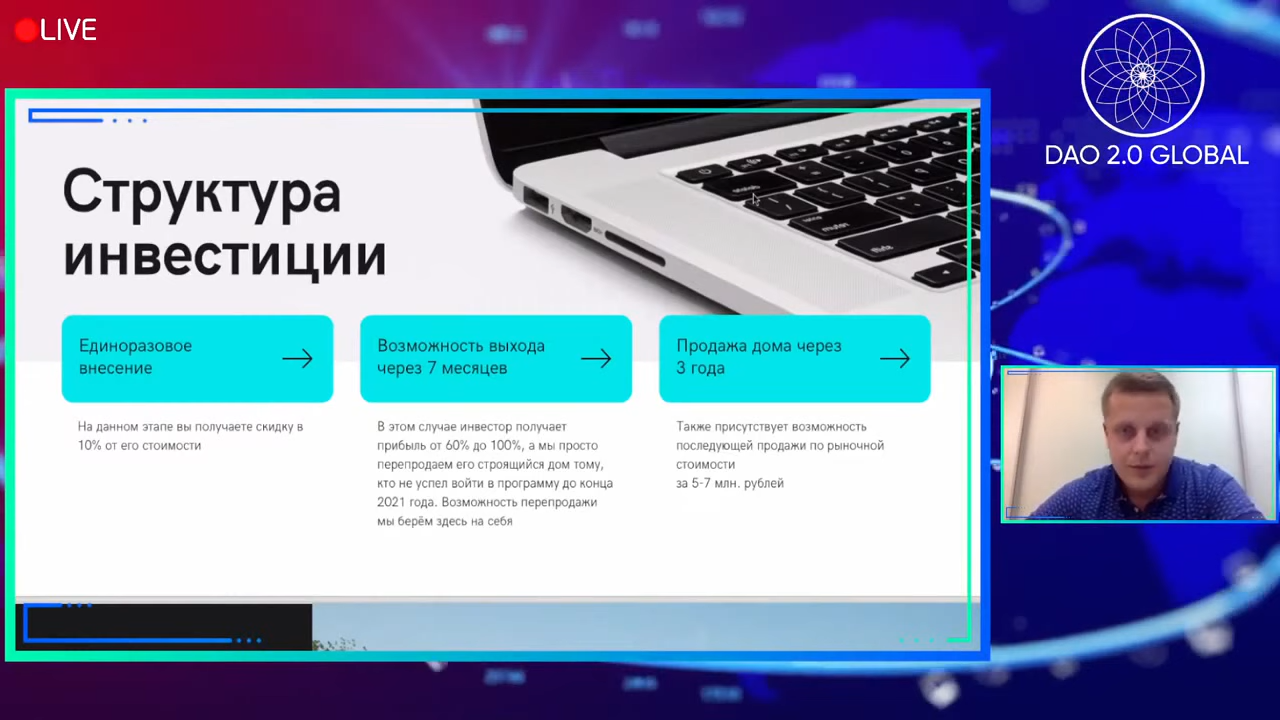 LIVE
DAO 2.0 GLOBAL
Структура
инвестиции
Единоразовое
внесение
На данном этапе вы получаете скидку в
10% от его стоимости
Возможность выхода
через 7 месяцев
В этом случае инвестор получает
прибыль от 60% до 100%, а мы просто
перепродаем его строящийся дом тому,
кто не успел войти в программу до конца
2021 года. Возможность перепродажи
мы берём здесь на себя
Продажа дома через
3 года
Также присутствует возможность
последующей продажи по рыночной
стоимости
за 5-7 млн. рублей